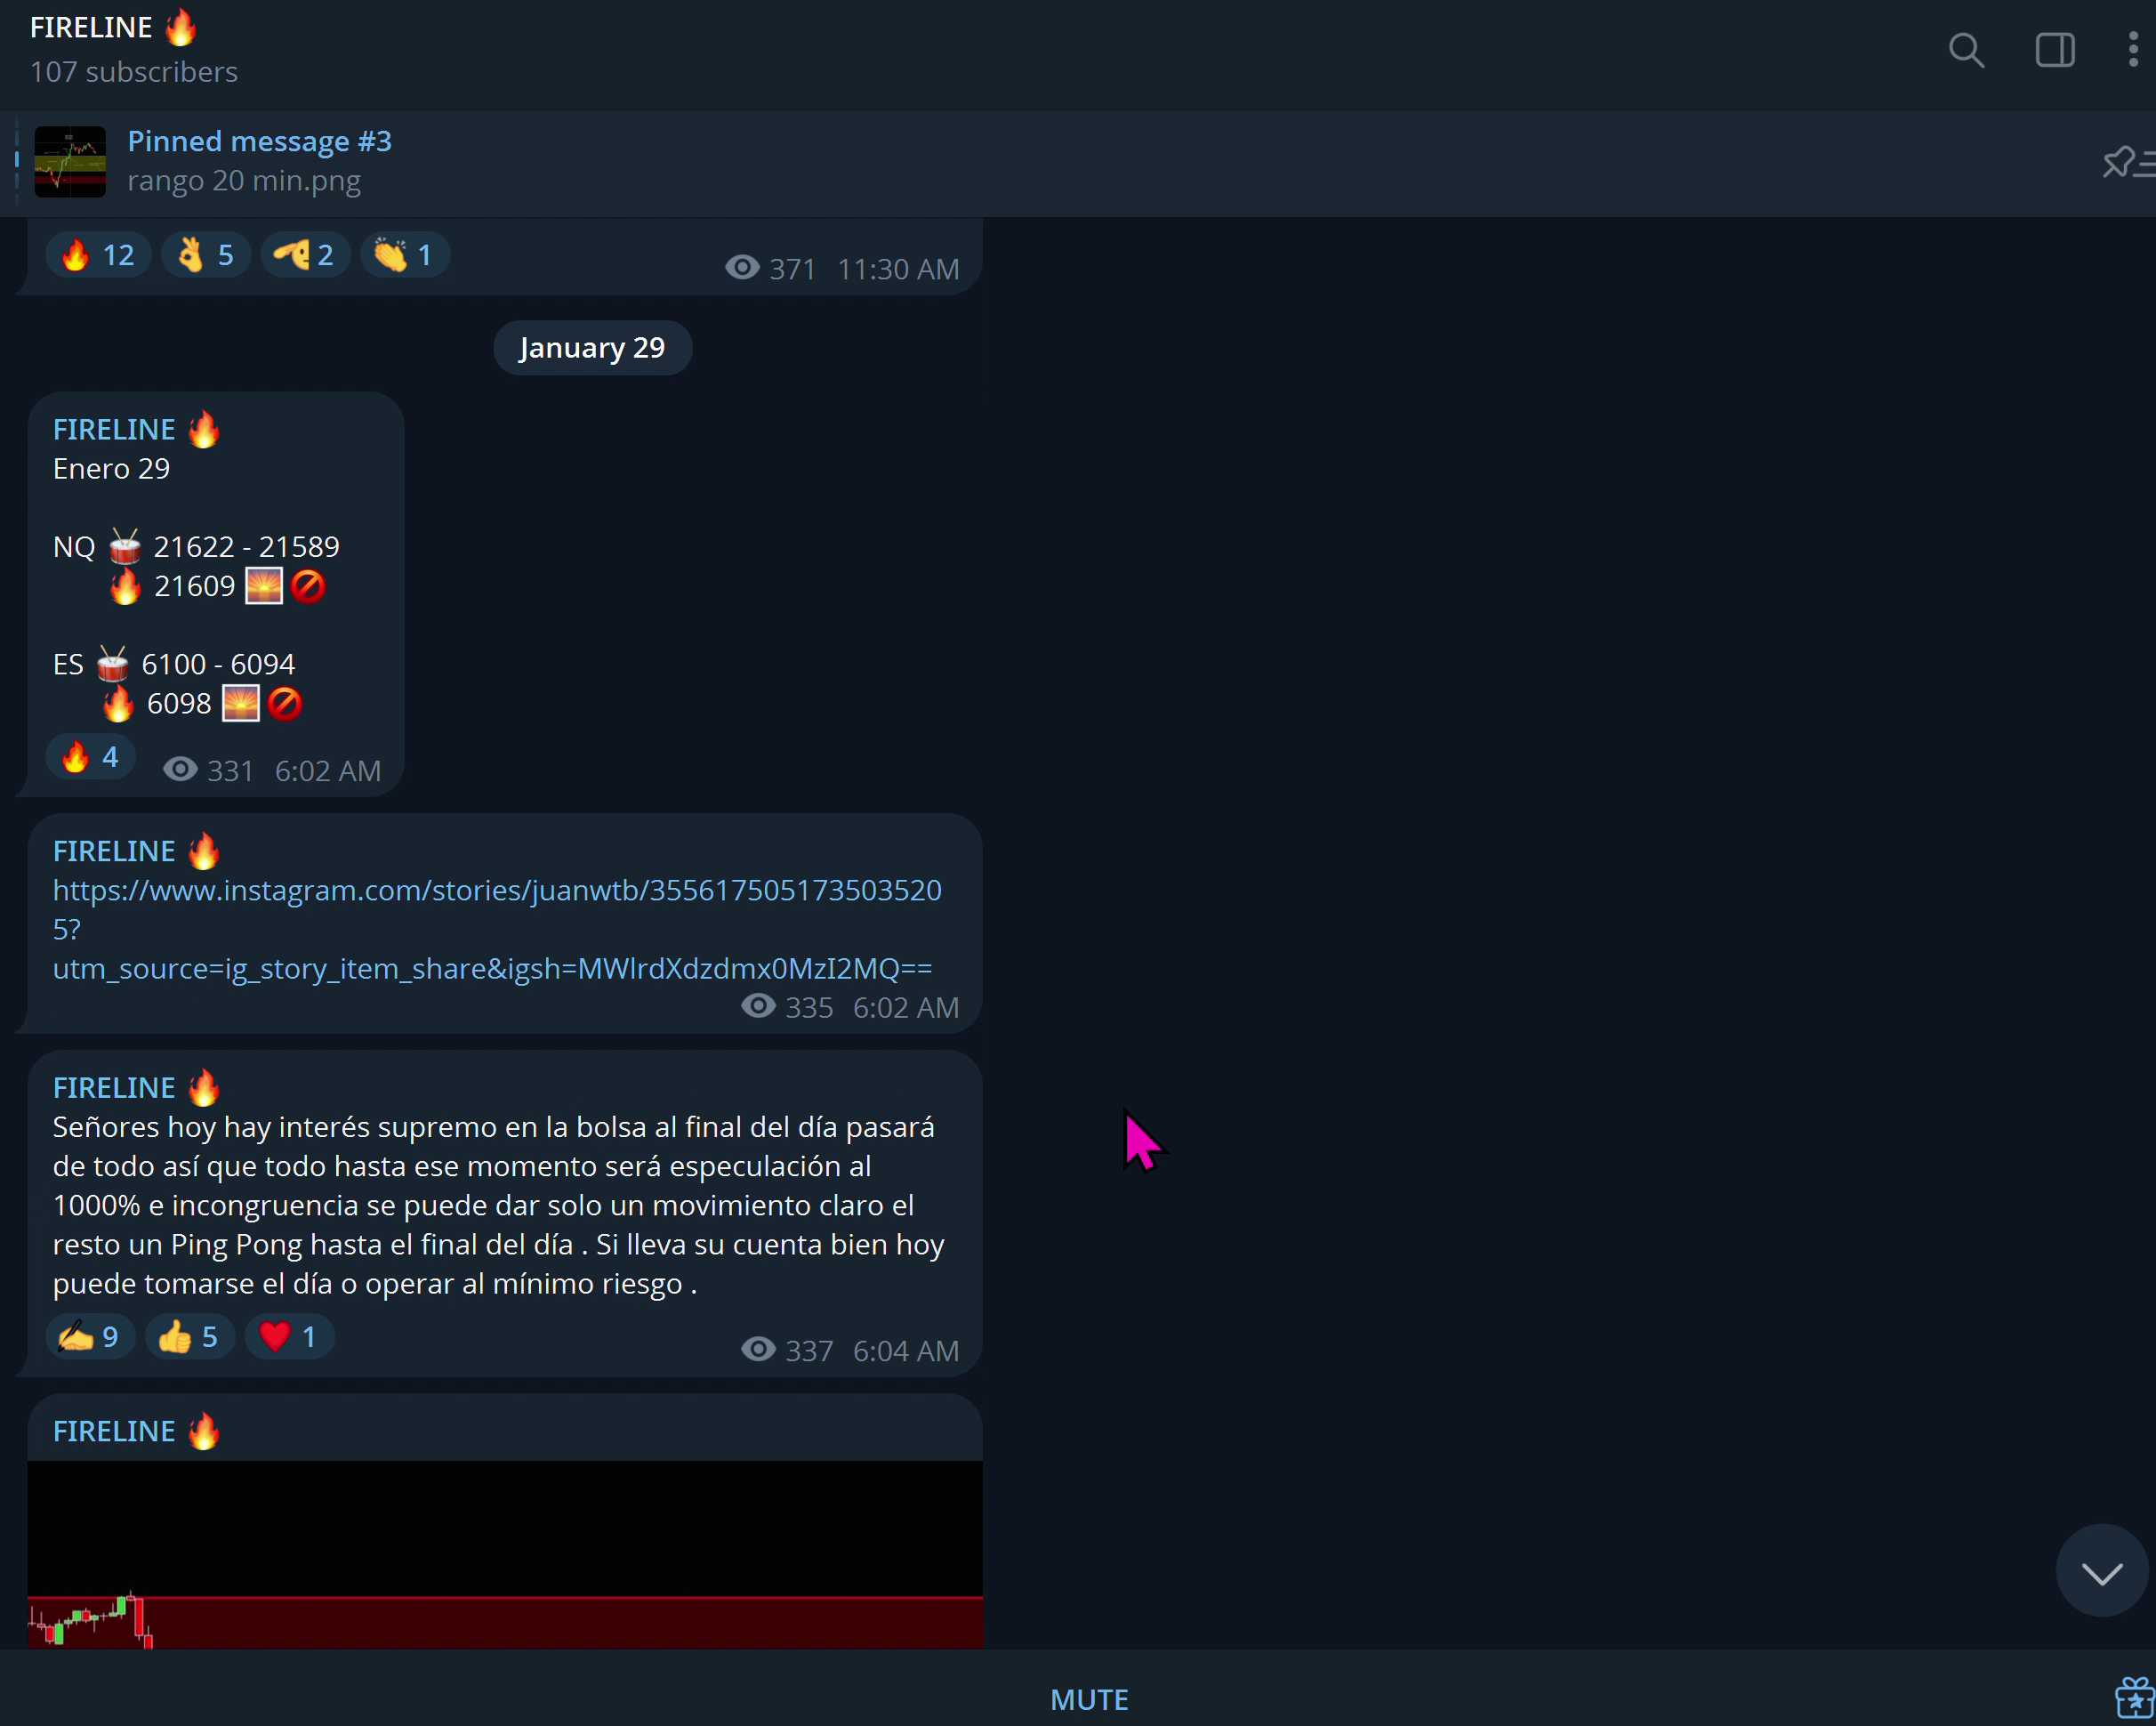 FIRELINE 🔥
107 subscribers
Pinned message #3
rango 20 min.png
🔥 12 👌 5 🫡 2 👏 1 371 11:30 AM
January 29
FIRELINE 🔥
Enero 29
NQ 🥁 21622 - 21589
🔥 21609 🌅🚫
ES 🥁 6100 - 6094
🔥 6098 🌅🚫
🔥 4 331 6:02 AM
FIRELINE 🔥
https://www.instagram.com/stories/juanwtb/355617505173503520
5?
utm_source=ig_story_item_share&igsh=MWlrdXdzdmx0MzI2MQ==
335 6:02 AM
FIRELINE 🔥
Señores hoy hay interés supremo en la bolsa al final del día pasará
de todo así que todo hasta ese momento será especulación al
1000% e incongruencia se puede dar solo un movimiento claro el
resto un Ping Pong hasta el final del día . Si lleva su cuenta bien hoy
puede tomarse el día o operar al mínimo riesgo .
✍️ 9 👍 5 ❤️ 1 337 6:04 AM
FIRELINE 🔥
MUTE